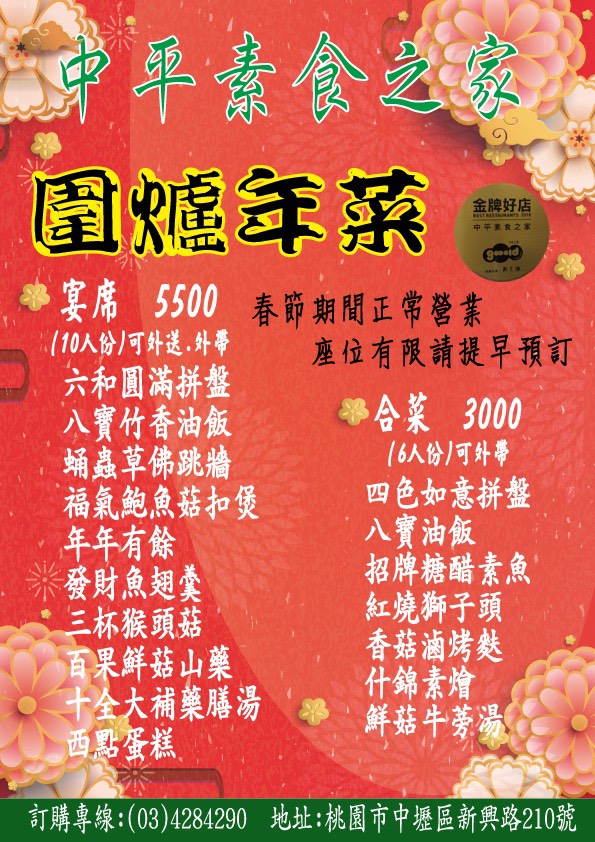 中平素食之家
圍爐年菜
金牌好店
BEST RESTAURANTS 2018
中平素食之家
宴席 5500
(10人份)可外送.外帶
六和圓滿拼盤
八寶竹香油飯
蛹蟲草佛跳牆
福氣鮑魚菇扣煲
年年有餘
發財魚翅羹
三杯猴頭菇
百果鮮菇山藥
十全大補藥膳湯
西點蛋糕
春節期間正常營業
座位有限請提早預訂
合菜 3000
(6人份)可外帶
四色如意拼盤
八寶油飯
招牌糖醋素魚
紅燒獅子頭
香菇滷烤麩
什錦素燴
鮮菇牛蒡湯
訂購專線:(03)4284290 地址:桃園市中壢區新興路210號